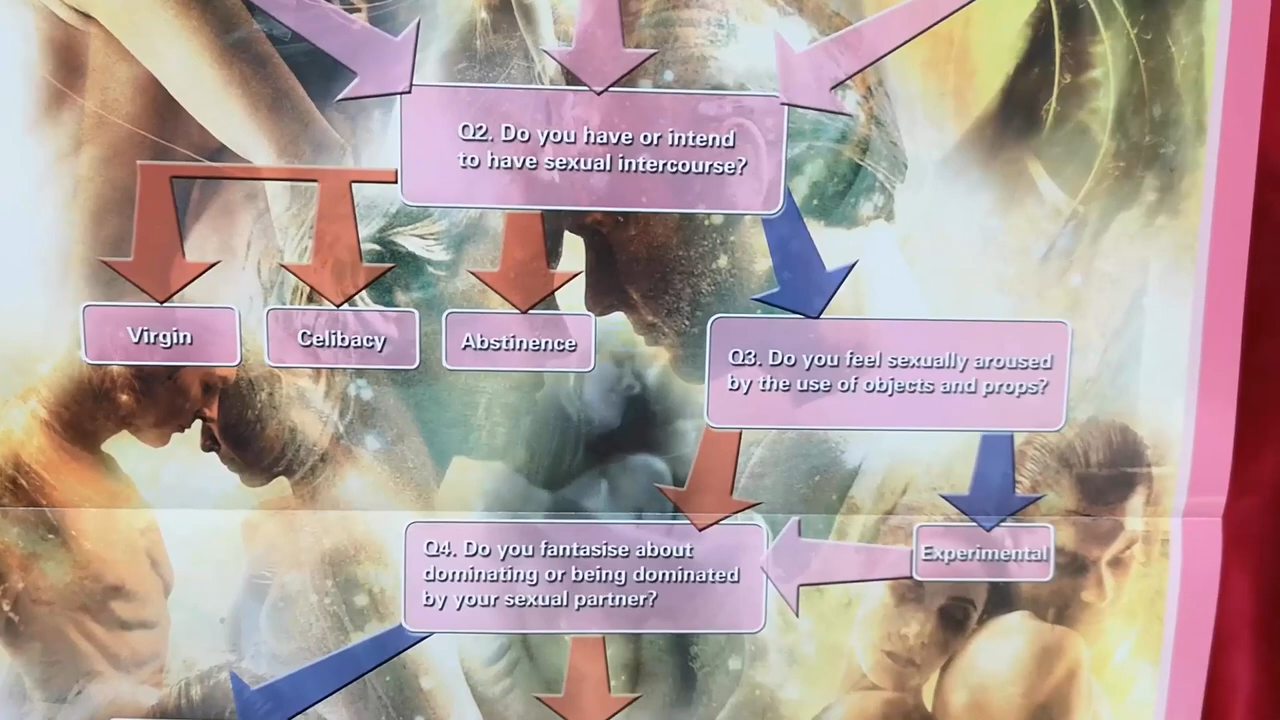 Q2. Do you have or intend
to have sexual intercourse?
Virgin
Celibacy
Abstinence
Q3. Do you feel sexually aroused
by the use of objects and props?
Q4. Do you fantasise about
dominating or being dominated
by your sexual partner?
Experimental